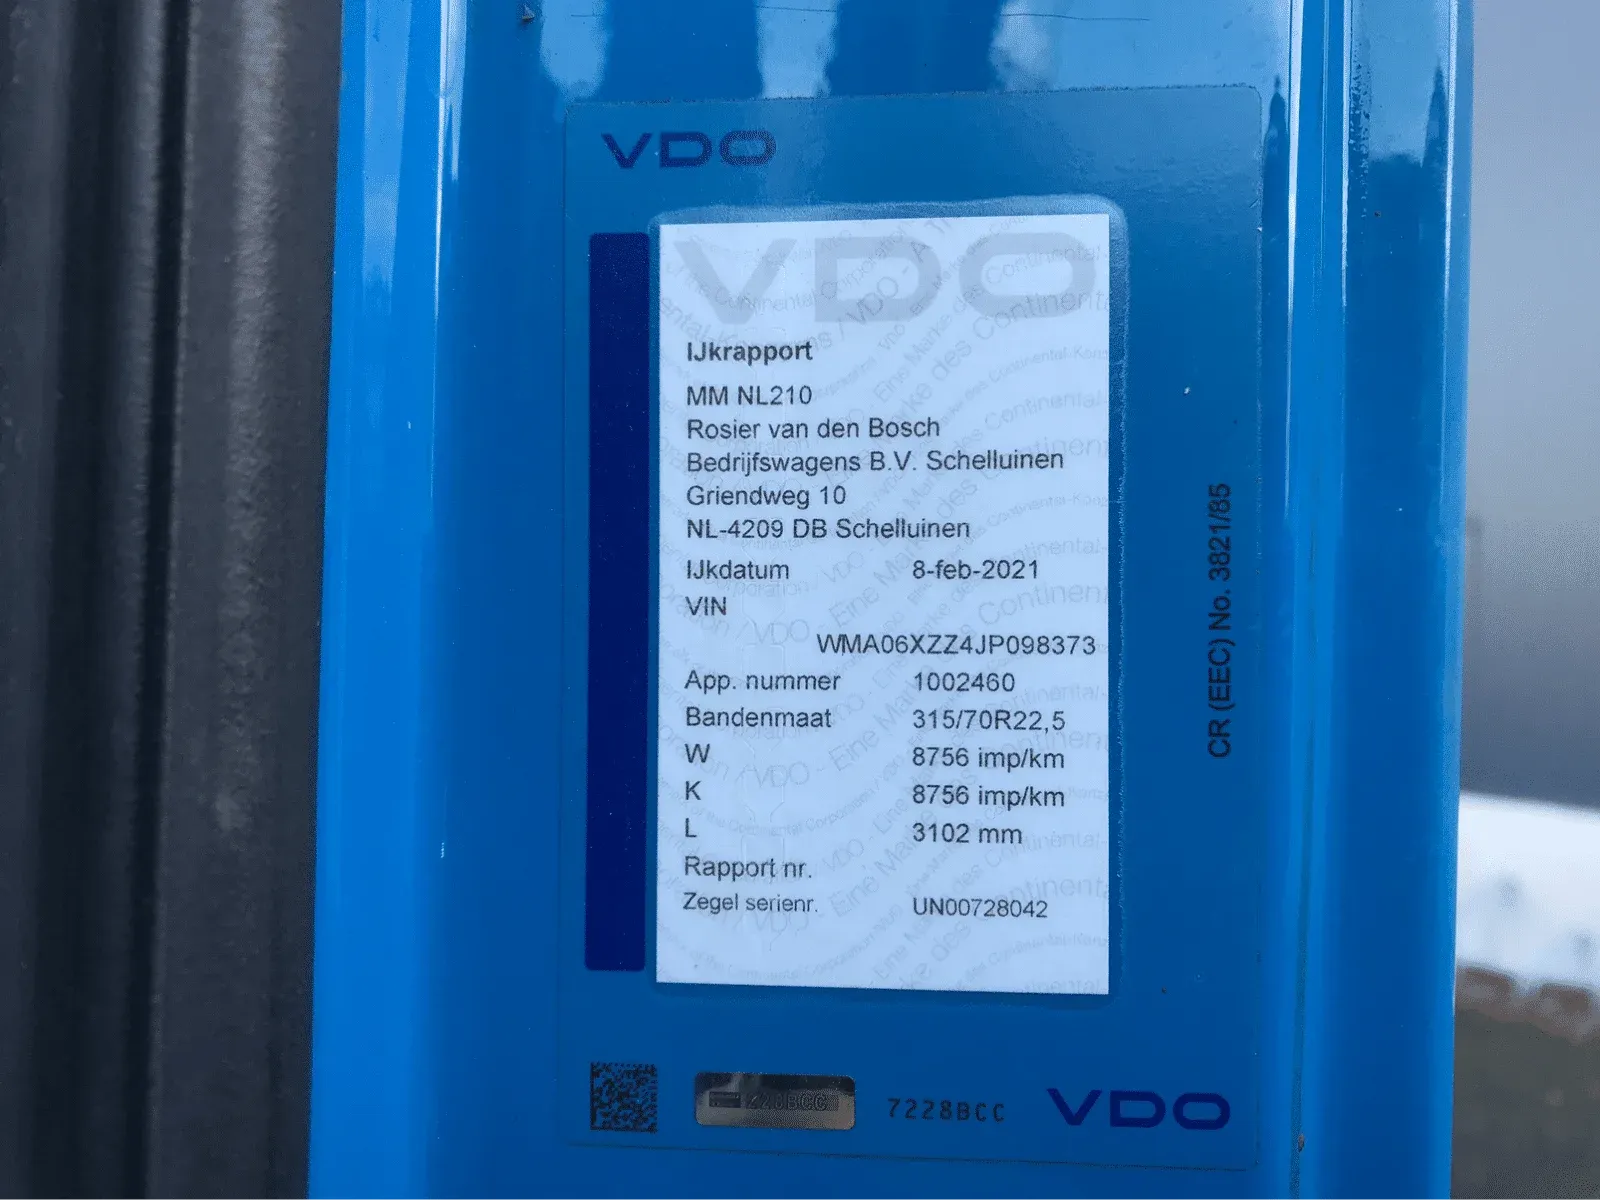 VDO
VDO
IJkrapport
MM NL210
Rosier van den Bosch
Bedrijfswagens B.V. Schelluinen
Griendweg 10
NL-4209 DB Schelluinen
IJkdatum 8-feb-2021
VIN
WMA06XZZ4JP098373
App. nummer 1002460
Bandenmaat 315/70R22,5
W 8756 imp/km
K 8756 imp/km
L 3102 mm
Rapport nr.
Zegel serienr. UN00728042
CR (EEC) No. 3821/85
7228BCC
VDO